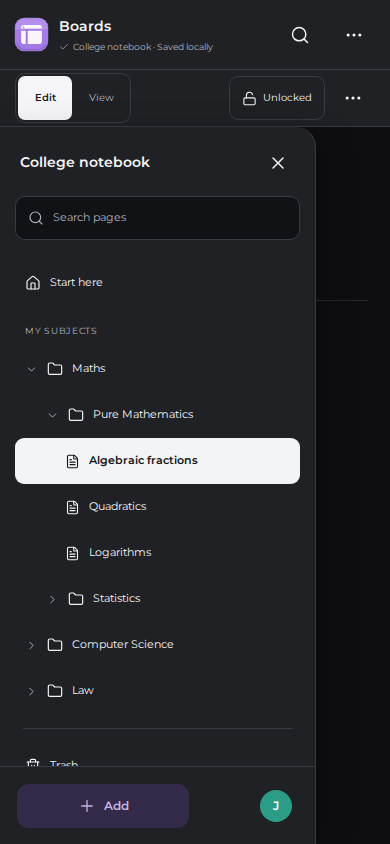 Boards
College notebook · Saved locally
Edit
View
Unlocked
College notebook
Search pages
Start here
MY SUBJECTS
Maths
Pure Mathematics
Algebraic fractions
Quadratics
Logarithms
Statistics
Computer Science
Law
Trash
Add
J